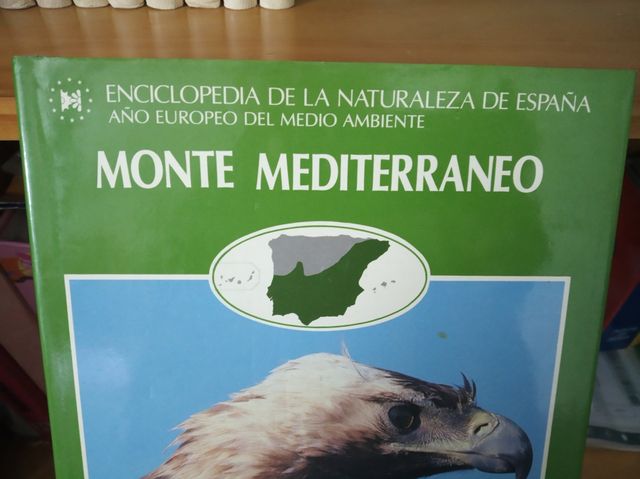 ENCICLOPEDIA DE LA NATURALEZA DE ESPAÑA
AÑO EUROPEO DEL MEDIO AMBIENTE
MONTE MEDITERRANEO